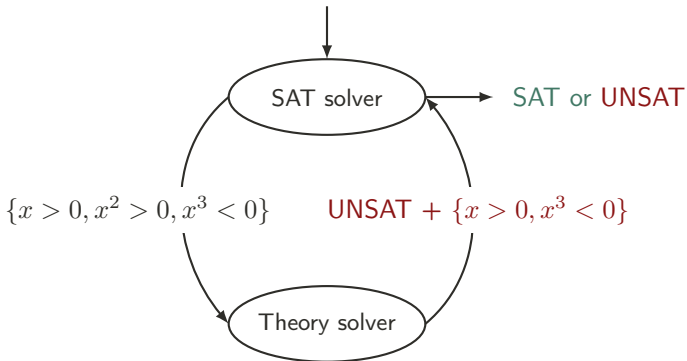 SAT solver
SAT or UNSAT
{x > 0, x² > 0, x³ < 0}
UNSAT + {x > 0, x³ < 0}
Theory solver